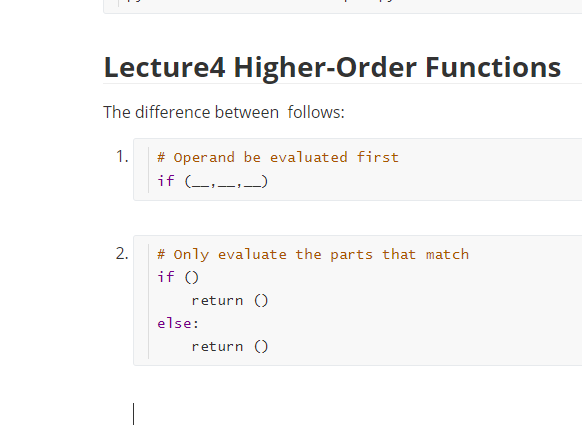 Lecture4 Higher-Order Functions
The difference between  follows:
1. # Operand be evaluated first
if (__,__,__)
2. # Only evaluate the parts that match
if ()
    return ()
else:
    return ()